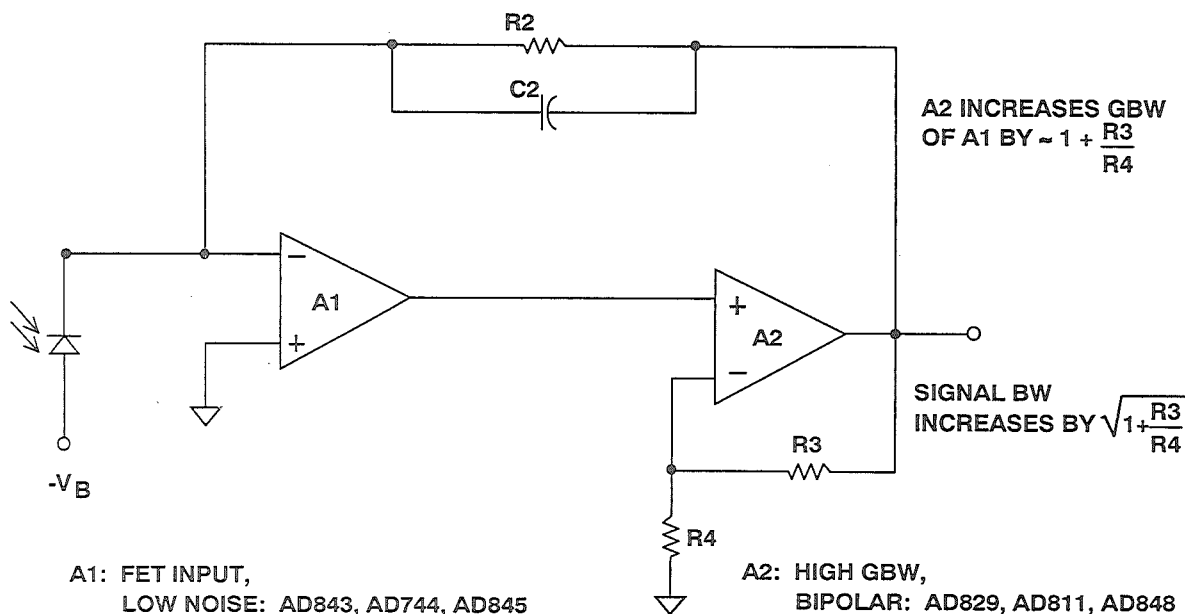 R2
C2
A2 INCREASES GBW
OF A1 BY ~ 1 + R3
R4
− A1
+
+ A2
−
SIGNAL BW
INCREASES BY √1+R3
R4
R3
-VB
R4
A1: FET INPUT,
LOW NOISE: AD843, AD744, AD845
A2: HIGH GBW,
BIPOLAR: AD829, AD811, AD848